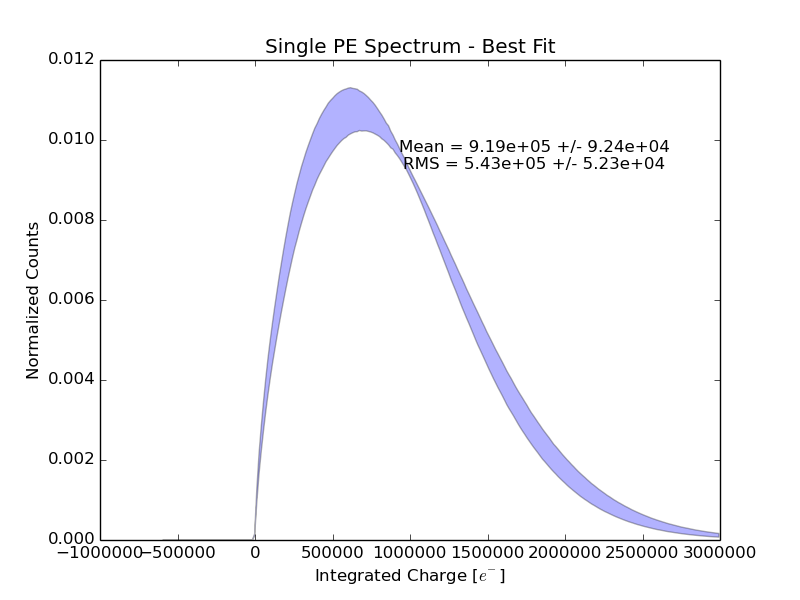 Single PE Spectrum - Best Fit
0.012
0.010
0.008
0.006
0.004
0.002
0.000
Normalized Counts
Mean = 9.19e+05 +/- 9.24e+04
RMS = 5.43e+05 +/- 5.23e+04
−1000000 −500000 0 500000 1000000 1500000 2000000 2500000 3000000
Integrated Charge [e⁻]